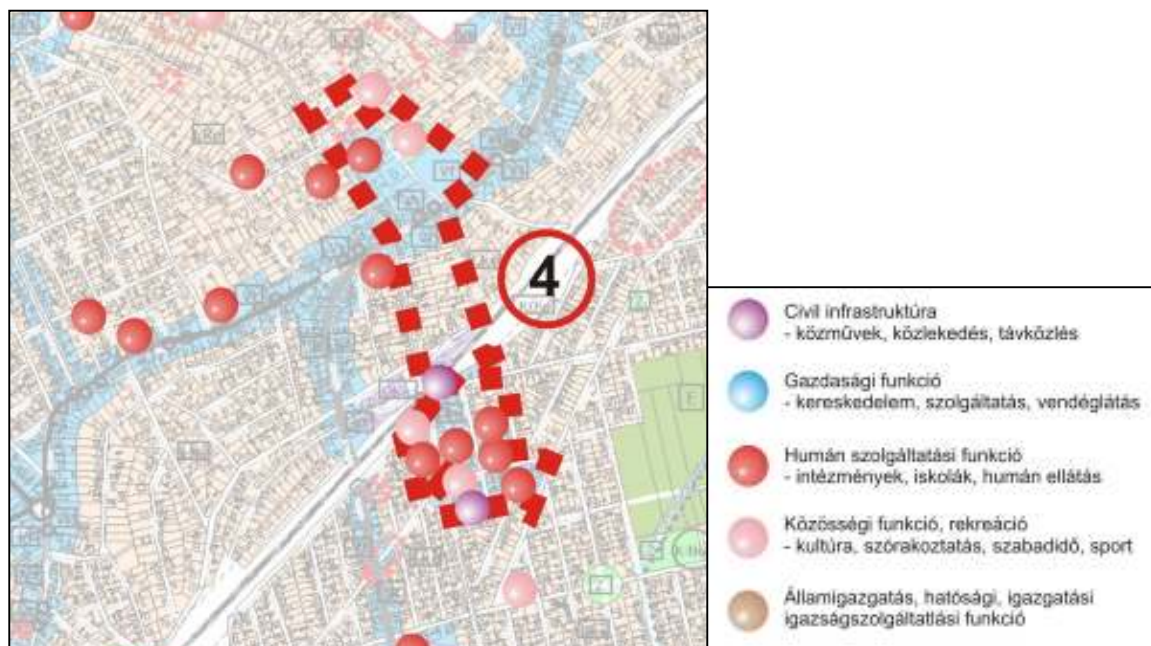 4
Civil infrastruktúra
- közművek, közlekedés, távközlés
Gazdasági funkció
- kereskedelem, szolgáltatás, vendéglátás
Humán szolgáltatási funkció
- intézmények, iskolák, humán ellátás
Közösségi funkció, rekreáció
- kultúra, szórakoztatás, szabadidő, sport
Államigazgatás, hatósági, igazgatási
igazságszolgáltatlási funkció